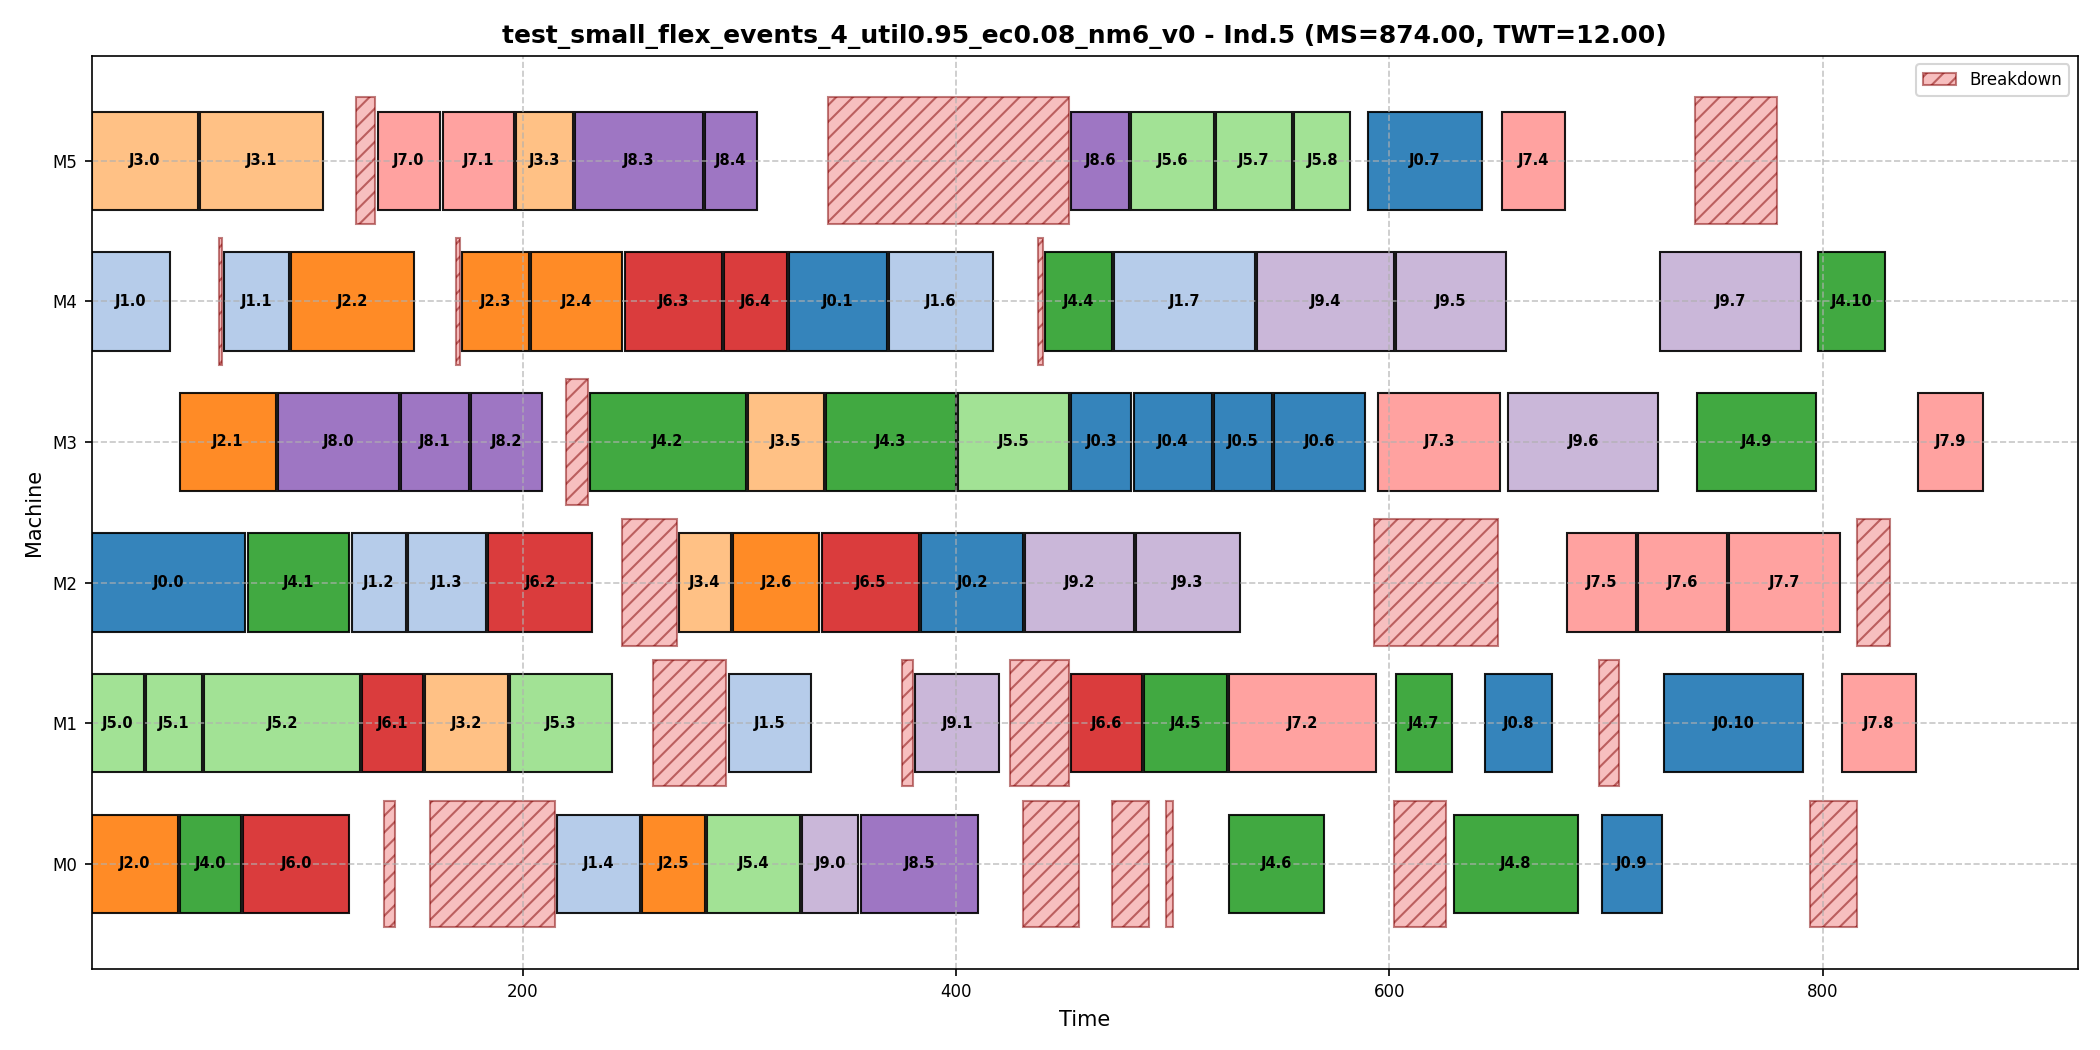 test_small_flex_events_4_util0.95_ec0.08_nm6_v0 - Ind.5 (MS=874.00, TWT=12.00)
Breakdown
M5 J3.0 J3.1 J7.0 J7.1 J3.3 J8.3 J8.4 J8.6 J5.6 J5.7 J5.8 J0.7 J7.4
M4 J1.0 J1.1 J2.2 J2.3 J2.4 J6.3 J6.4 J0.1 J1.6 J4.4 J1.7 J9.4 J9.5 J9.7 J4.10
M3 J2.1 J8.0 J8.1 J8.2 J4.2 J3.5 J4.3 J5.5 J0.3 J0.4 J0.5 J0.6 J7.3 J9.6 J4.9 J7.9
M2 J0.0 J4.1 J1.2 J1.3 J6.2 J3.4 J2.6 J6.5 J0.2 J9.2 J9.3 J7.5 J7.6 J7.7
M1 J5.0 J5.1 J5.2 J6.1 J3.2 J5.3 J1.5 J9.1 J6.6 J4.5 J7.2 J4.7 J0.8 J0.10 J7.8
M0 J2.0 J4.0 J6.0 J1.4 J2.5 J5.4 J9.0 J8.5 J4.6 J4.8 J0.9
200 400 600 800
Time
Machine